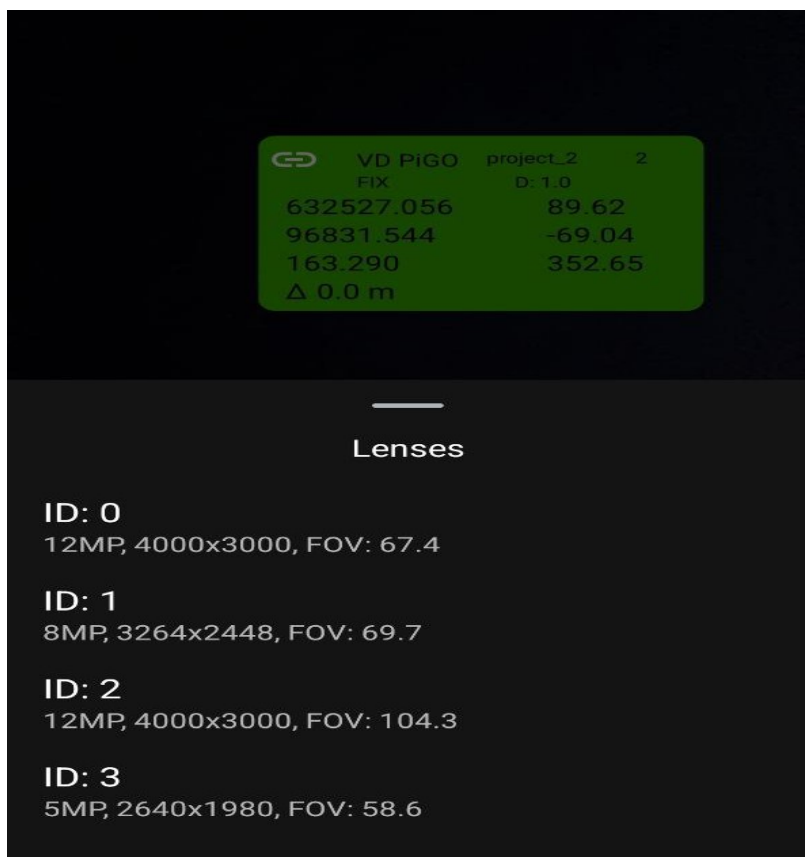 VD PiGO project_2 2
FIX D: 1.0
632527.056 89.62
96831.544 -69.04
163.290 352.65
Δ 0.0 m
Lenses
ID: 0
12MP, 4000x3000, FOV: 67.4
ID: 1
8MP, 3264x2448, FOV: 69.7
ID: 2
12MP, 4000x3000, FOV: 104.3
ID: 3
5MP, 2640x1980, FOV: 58.6